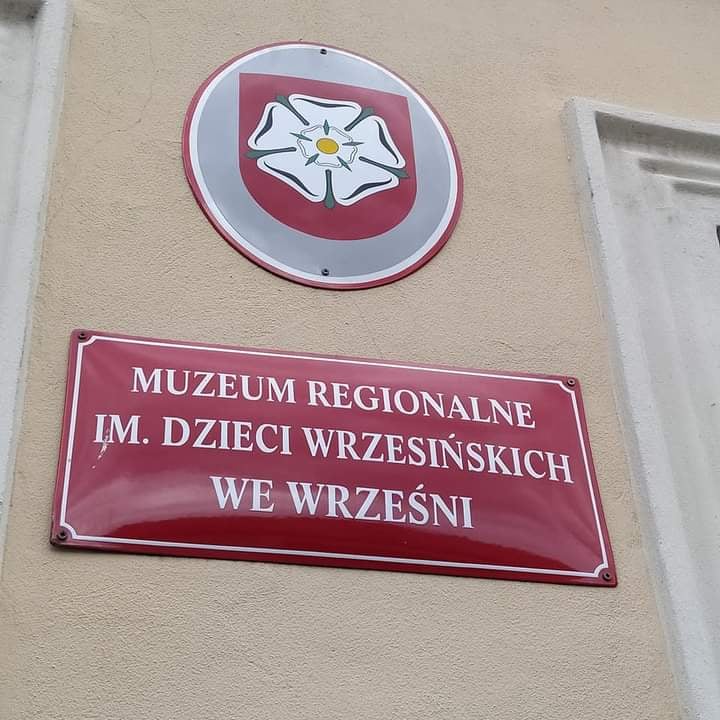 MUZEUM REGIONALNE
IM. DZIECI WRZESIŃSKICH
WE WRZEŚNI